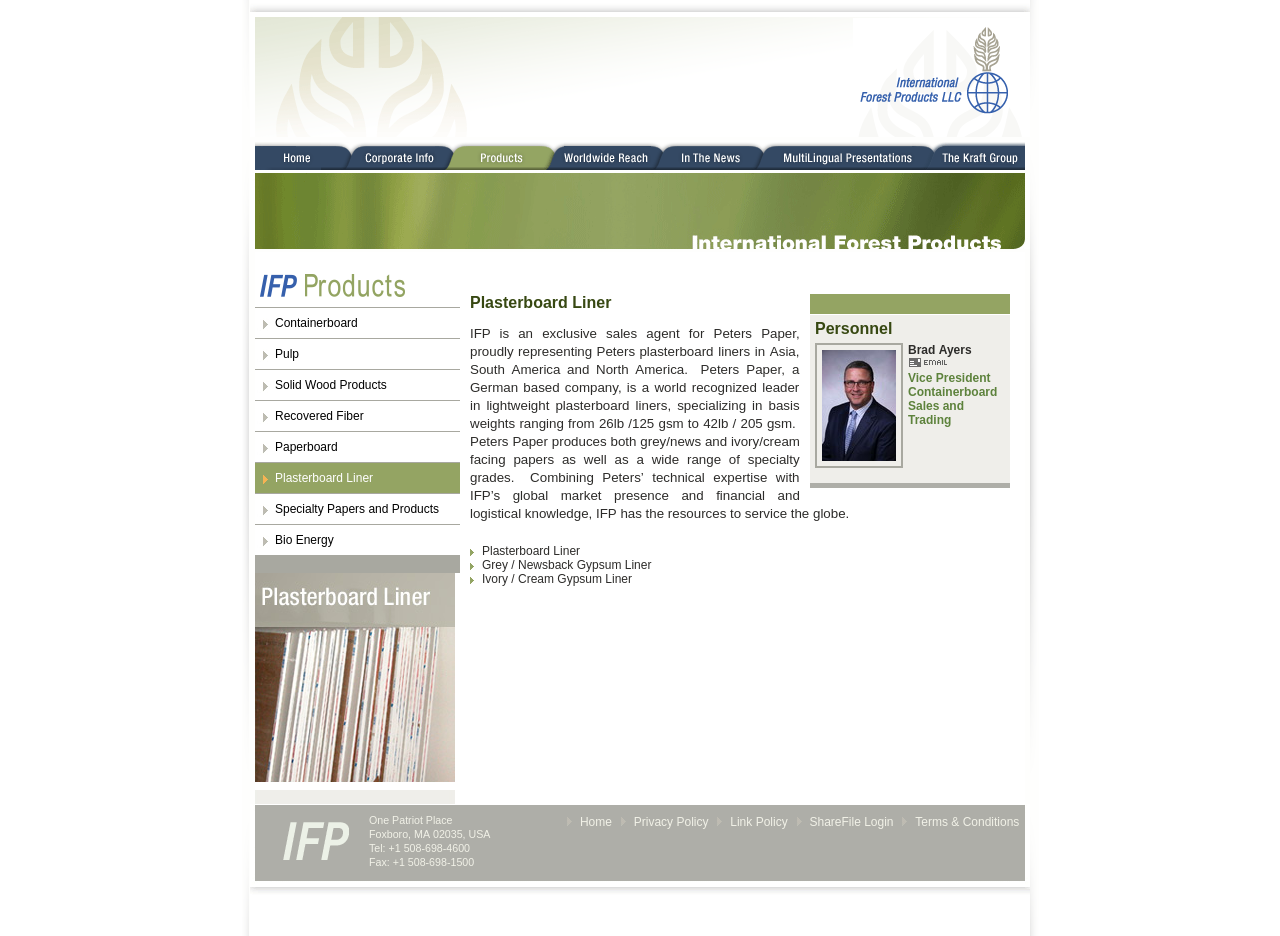 International
Forest Products LLC
Home Corporate Info Products Worldwide Reach In The News MultiLingual Presentations The Kraft Group
International Forest Products
IFP Products
Containerboard
Pulp
Solid Wood Products
Recovered Fiber
Paperboard
Plasterboard Liner
Specialty Papers and Products
Bio Energy
Plasterboard Liner
Plasterboard Liner
IFP is an exclusive sales agent for Peters Paper,
proudly representing Peters plasterboard liners in Asia,
South America and North America.  Peters Paper, a
German based company, is a world recognized leader
in lightweight plasterboard liners, specializing in basis
weights ranging from 26lb /125 gsm to 42lb / 205 gsm.
Peters Paper produces both grey/news and ivory/cream
facing papers as well as a wide range of specialty
grades.  Combining Peters’ technical expertise with
IFP’s global market presence and financial and
logistical knowledge, IFP has the resources to service the globe.
Plasterboard Liner
Grey / Newsback Gypsum Liner
Ivory / Cream Gypsum Liner
Personnel
Brad Ayers
EMAIL
Vice President
Containerboard
Sales and
Trading
IFP
One Patriot Place
Foxboro, MA 02035, USA
Tel: +1 508-698-4600
Fax: +1 508-698-1500
Home Privacy Policy Link Policy ShareFile Login Terms & Conditions